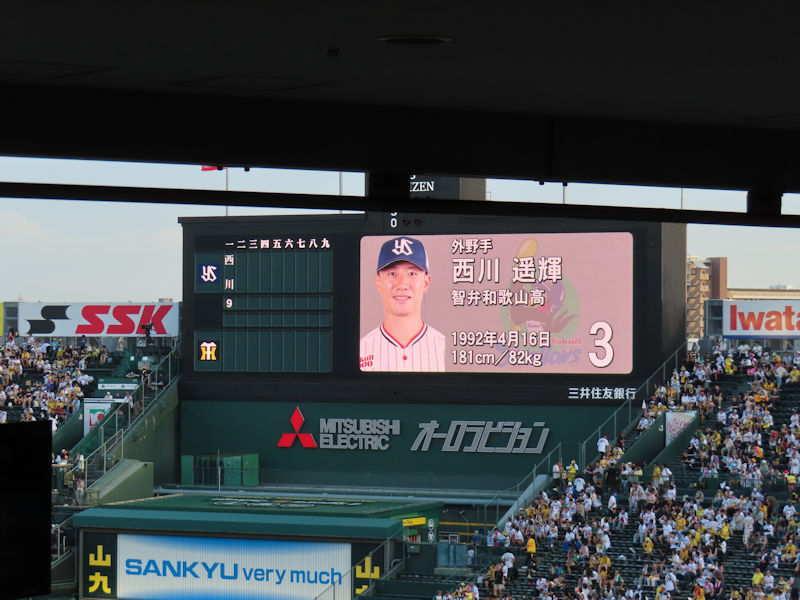 IZEN
一二三四五六七八九
西
川
9
YS
外野手
西川 遥輝
智弁和歌山高
1992年4月16日
181cm/82kg
3
Yakult
SSK
Iwata
三井住友銀行
MITSUBISHI
ELECTRIC
オーロラビジョン
山九
SANKYU very much
山